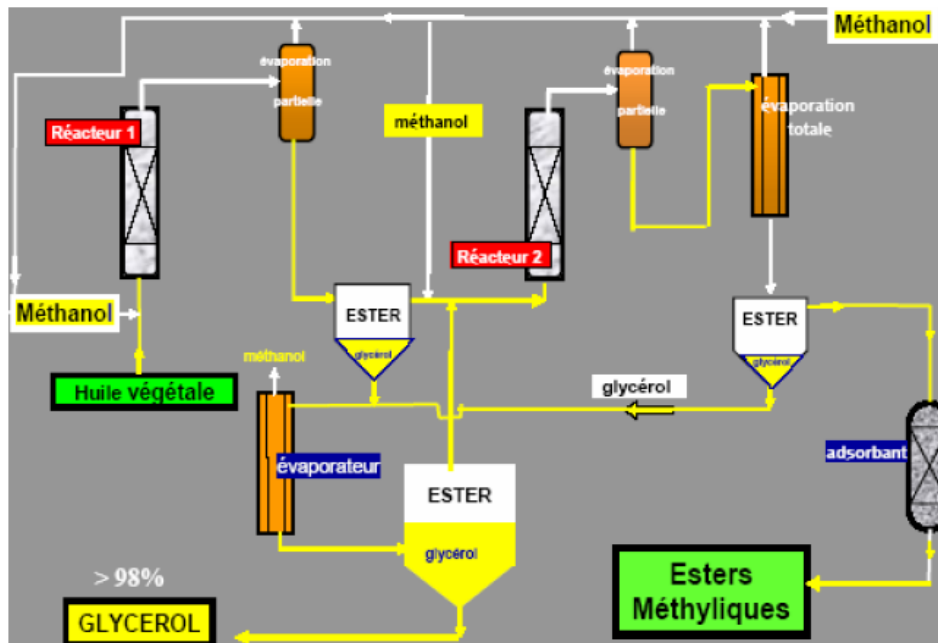 Méthanol
évaporation
partielle
évaporation
partielle
évaporation
totale
Réacteur 1
méthanol
Réacteur 2
Méthanol
ESTER
glycérol
ESTER
glycérol
méthanol
Huile végétale
glycérol
évaporateur
adsorbant
ESTER
glycérol
> 98%
GLYCEROL
Esters
Méthyliques